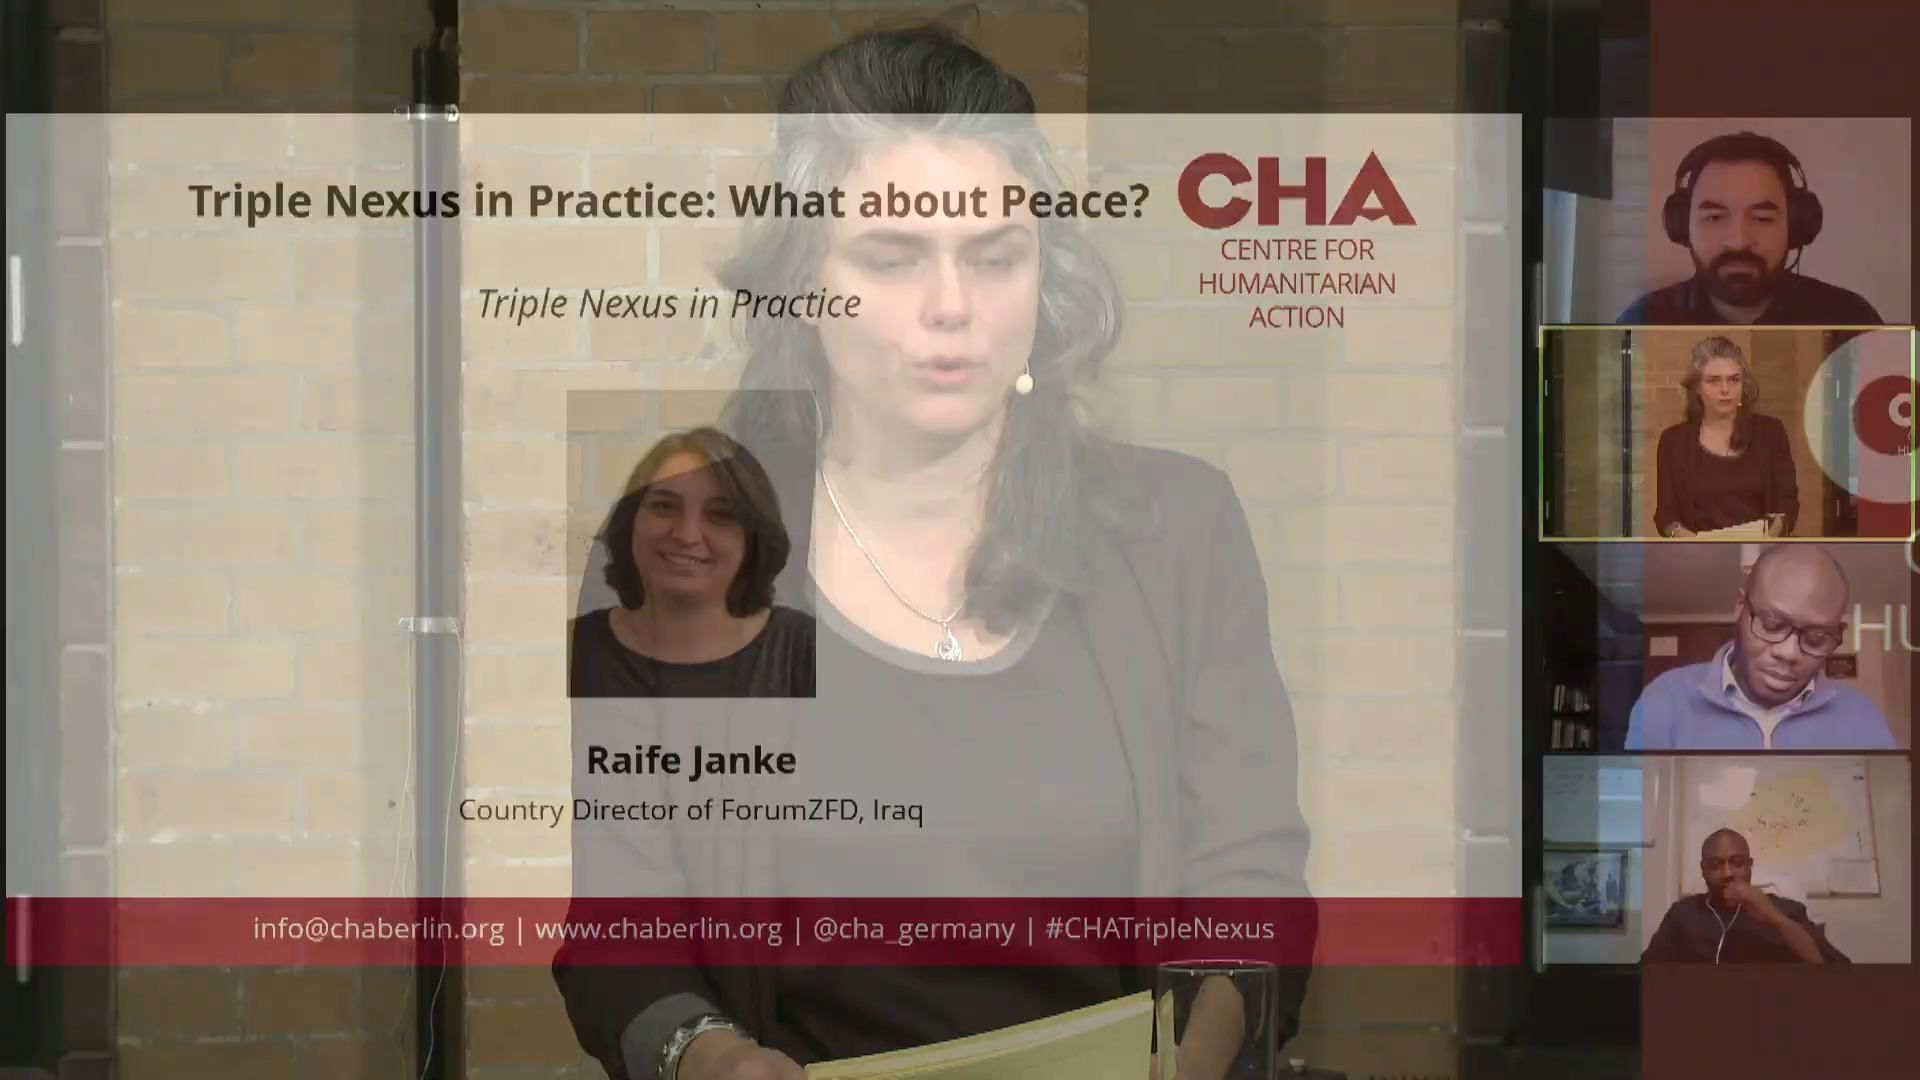 Triple Nexus in Practice: What about Peace?
CHA
CENTRE FOR
HUMANITARIAN
ACTION
Triple Nexus in Practice
Raife Janke
Country Director of ForumZFD, Iraq
info@chaberlin.org | www.chaberlin.org | @cha_germany | #CHATripleNexus
HU